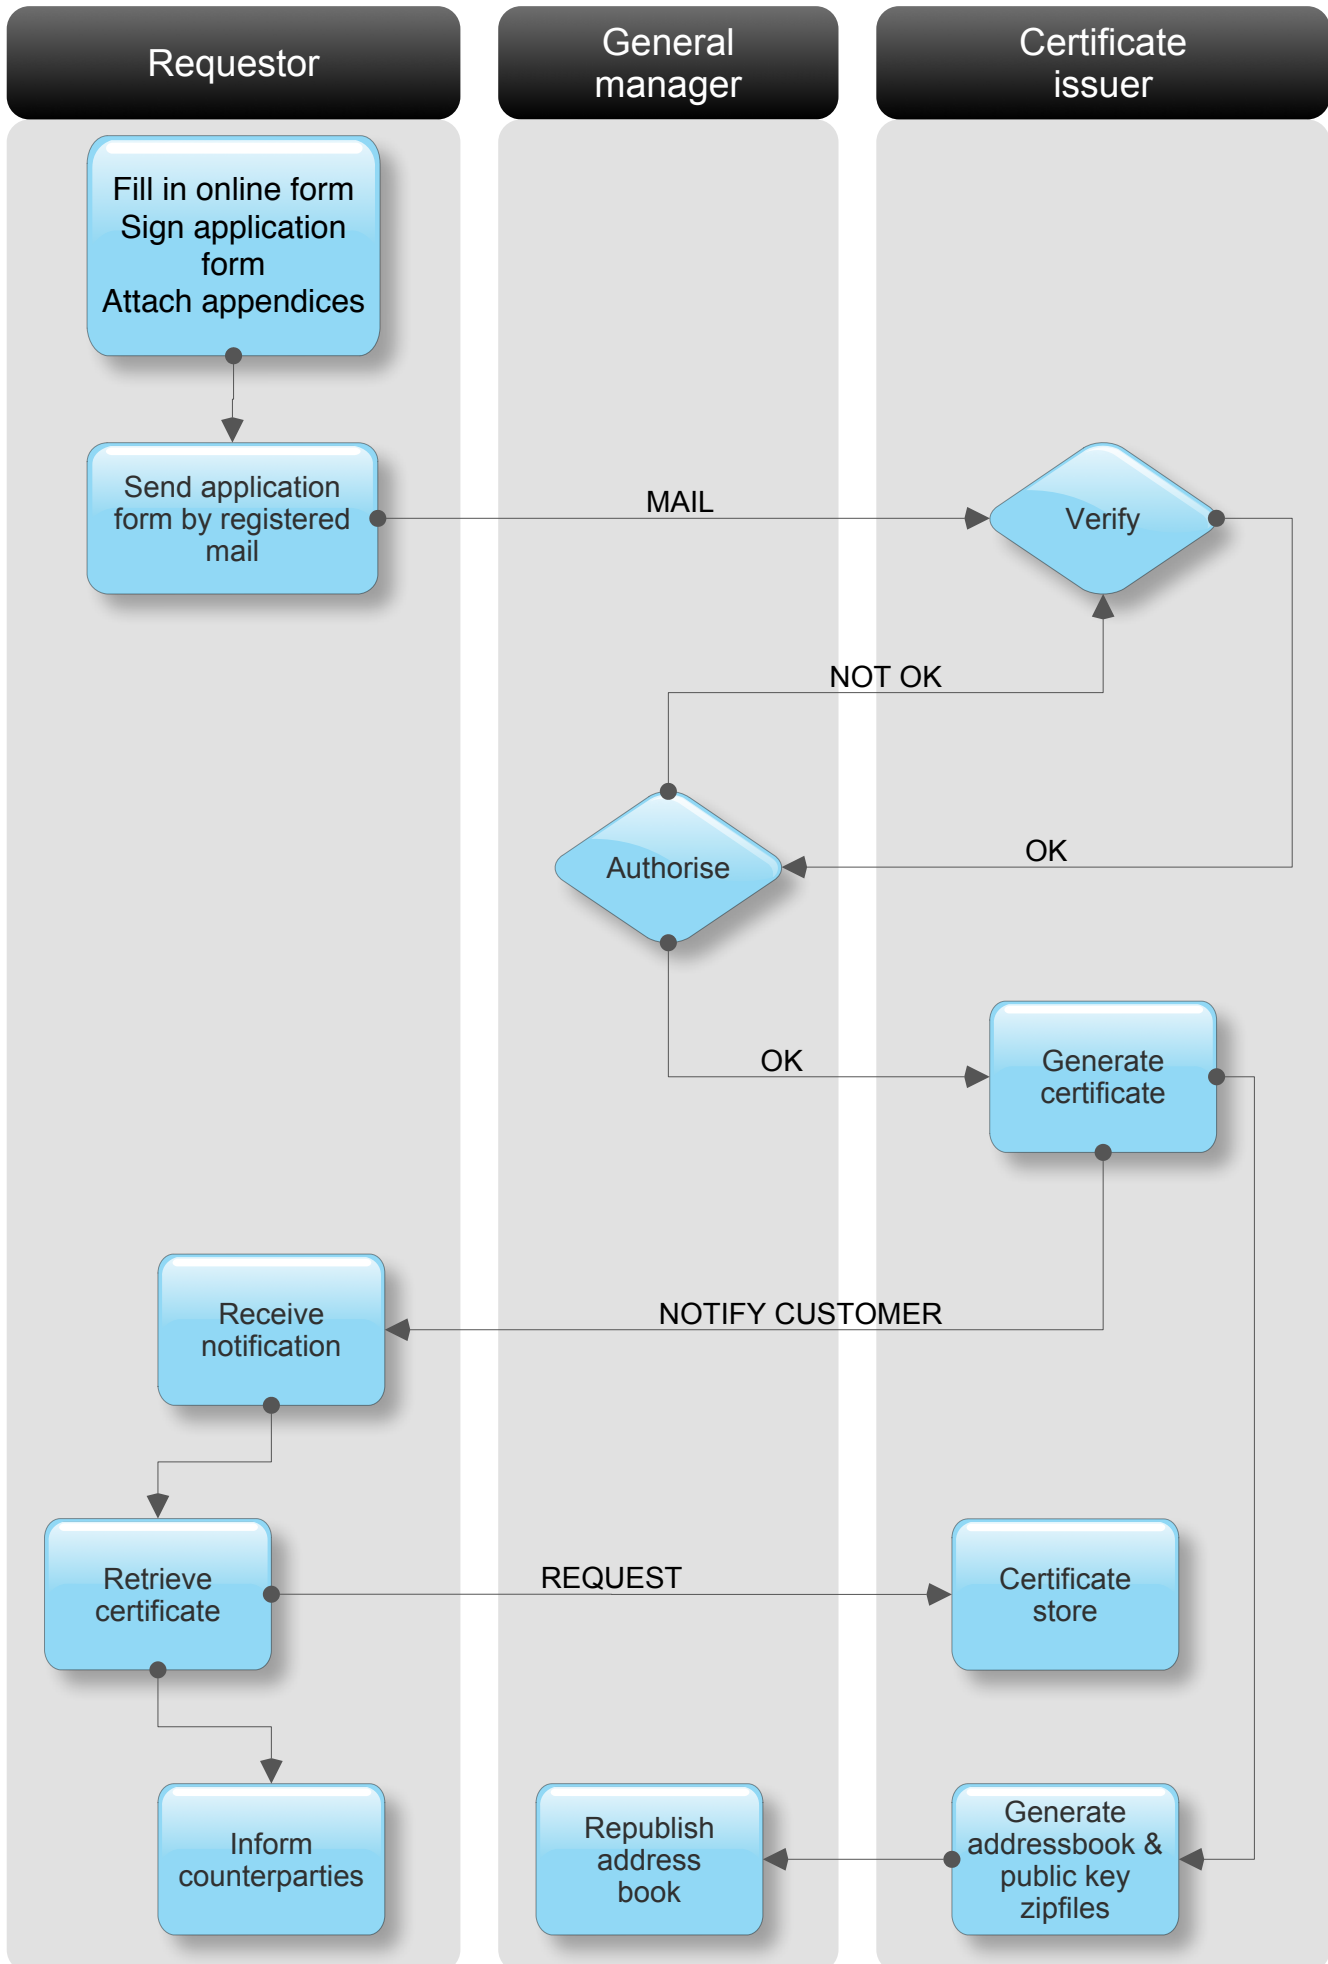 Requestor
General
manager
Certificate
issuer
Fill in online form
Sign application
form
Attach appendices
Send application
form by registered
mail
MAIL
Verify
NOT OK
Authorise
OK
OK
Generate
certificate
Receive
notification
NOTIFY CUSTOMER
Retrieve
certificate
REQUEST
Certificate
store
Inform
counterparties
Republish
address
book
Generate
addressbook &
public key
zipfiles